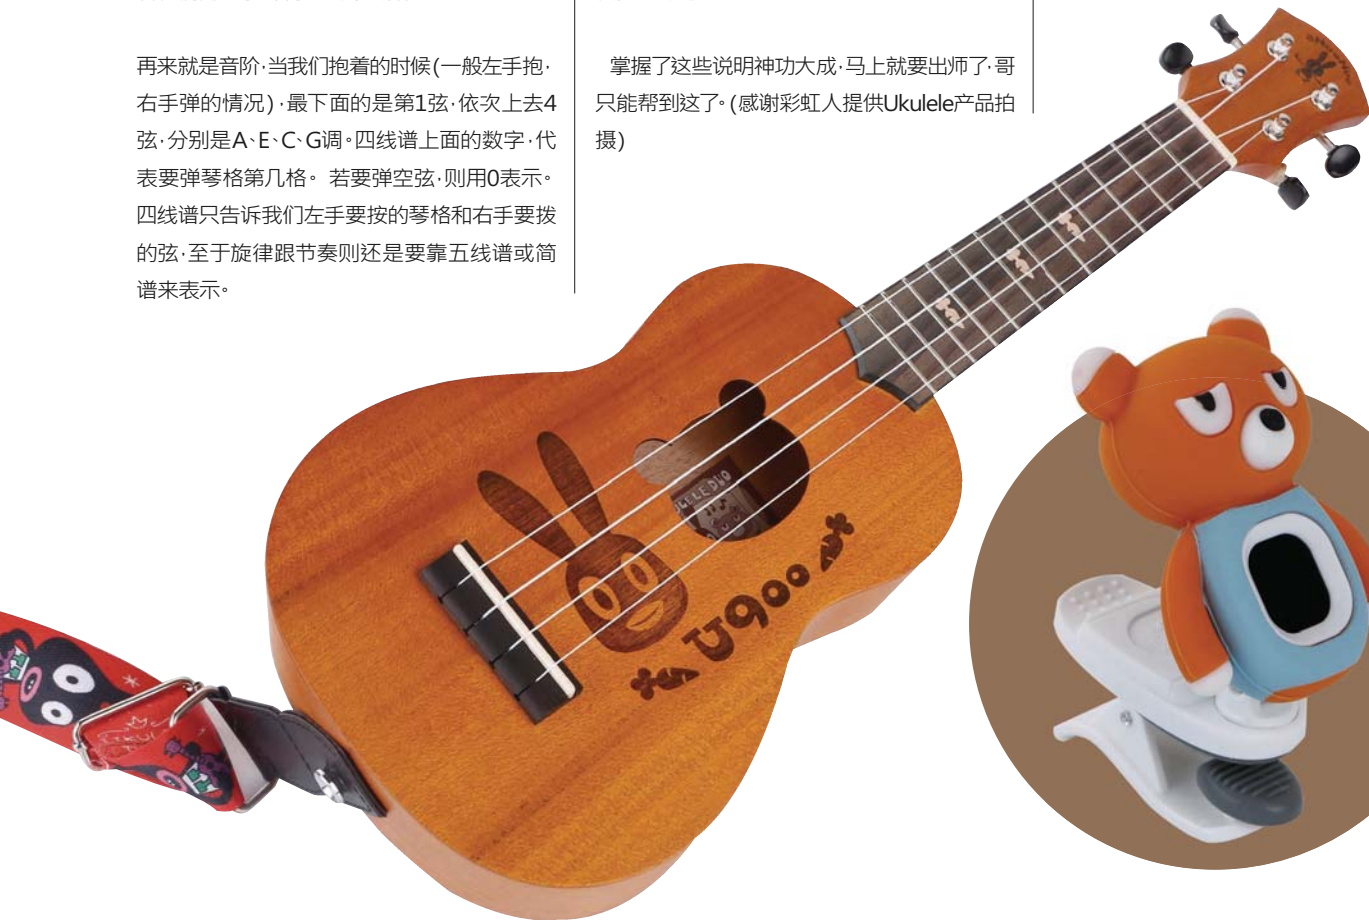 再来就是音阶·当我们抱着的时候(一般左手抱·
右手弹的情况)·最下面的是第1弦·依次上去4
弦·分别是A、E、C、G调。四线谱上面的数字·代
表要弹琴格第几格。 若要弹空弦·则用0表示。
四线谱只告诉我们左手要按的琴格和右手要拨
的弦·至于旋律跟节奏则还是要靠五线谱或简
谱来表示。
掌握了这些说明神功大成·马上就要出师了·哥
只能帮到这了。(感谢彩虹人提供Ukulele产品拍
摄)
ugoo